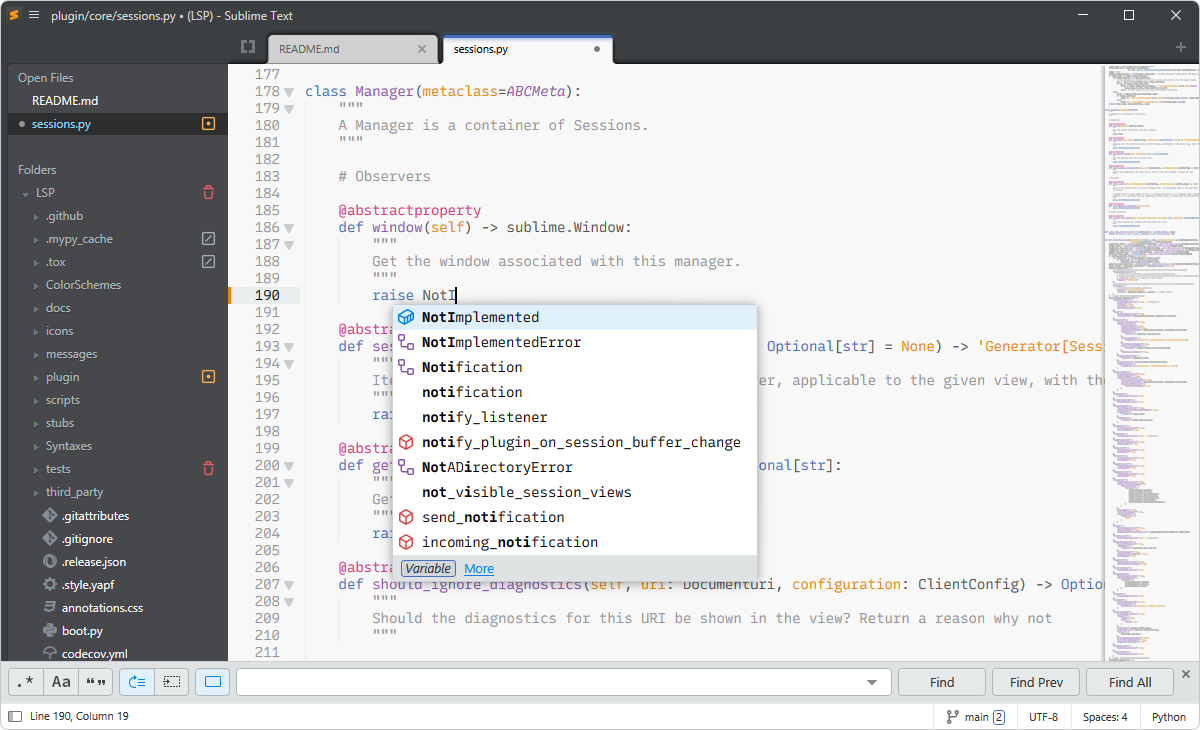 plugin/core/sessions.py • (LSP) - Sublime Text
README.md
sessions.py
Open Files
README.md
sessions.py
Folders
LSP
.github
.mypy_cache
.tox
ColorSchemes
docs
icons
messages
plugin
scripts
stubs
Syntaxes
tests
third_party
.gitattributes
.gitignore
.release.json
.style.yapf
annotations.css
boot.py
codecov.yml
177
178 class Manager(metaclass=ABCMeta):
179 """
180 A Manager is a container of Sessions.
181 """
182
183 # Observers
184
185 @abstractproperty
186 def window(self) -> sublime.Window:
187 """
188 Get the window associated with this manager.
189 """
190 raise NotI
191
192 @abstra
193 def se Optional[str] = None) -> 'Generator[Sess
194 """
195 Ite er, applicable to the given view, with the
196 """
197 rai
198
199 @abstra
200 def ge onal[str]:
201 """
202 Ge
203 """
204 rai
205
206 @abstra
207 def should_ignore_diagnostics(self, uri: DocumentUri, configuration: ClientConfig) -> Optio
208 """
209 Should the diagnostics for this URI be shown in the view? Return a reason why not
210 """
211
NotImplemented
NotImplementedError
Notification
notification
notify_listener
notify_plugin_on_session_buffer_change
NotADirectoryError
not_visible_session_views
send_notification
incoming_notification
Variable More
.* Aa “” Find Find Prev Find All
Line 190, Column 19 main 2 UTF-8 Spaces: 4 Python